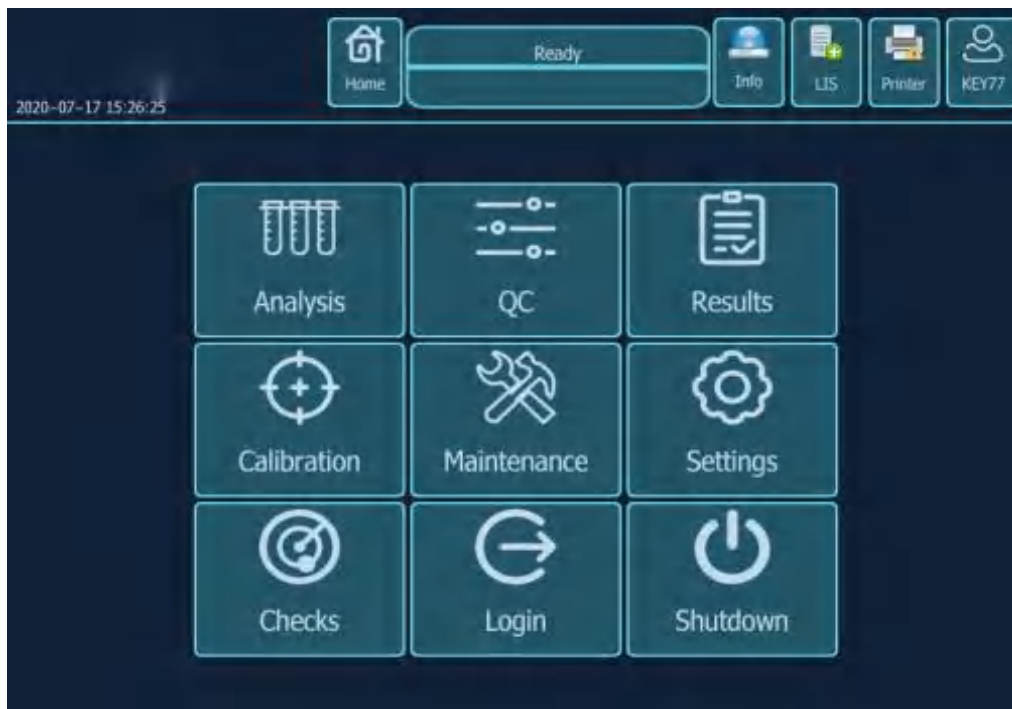 Ready
Home
Info
LIS
Printer
KEY77
2020-07-17 15:26:25
Analysis
QC
Results
Calibration
Maintenance
Settings
Checks
Login
Shutdown